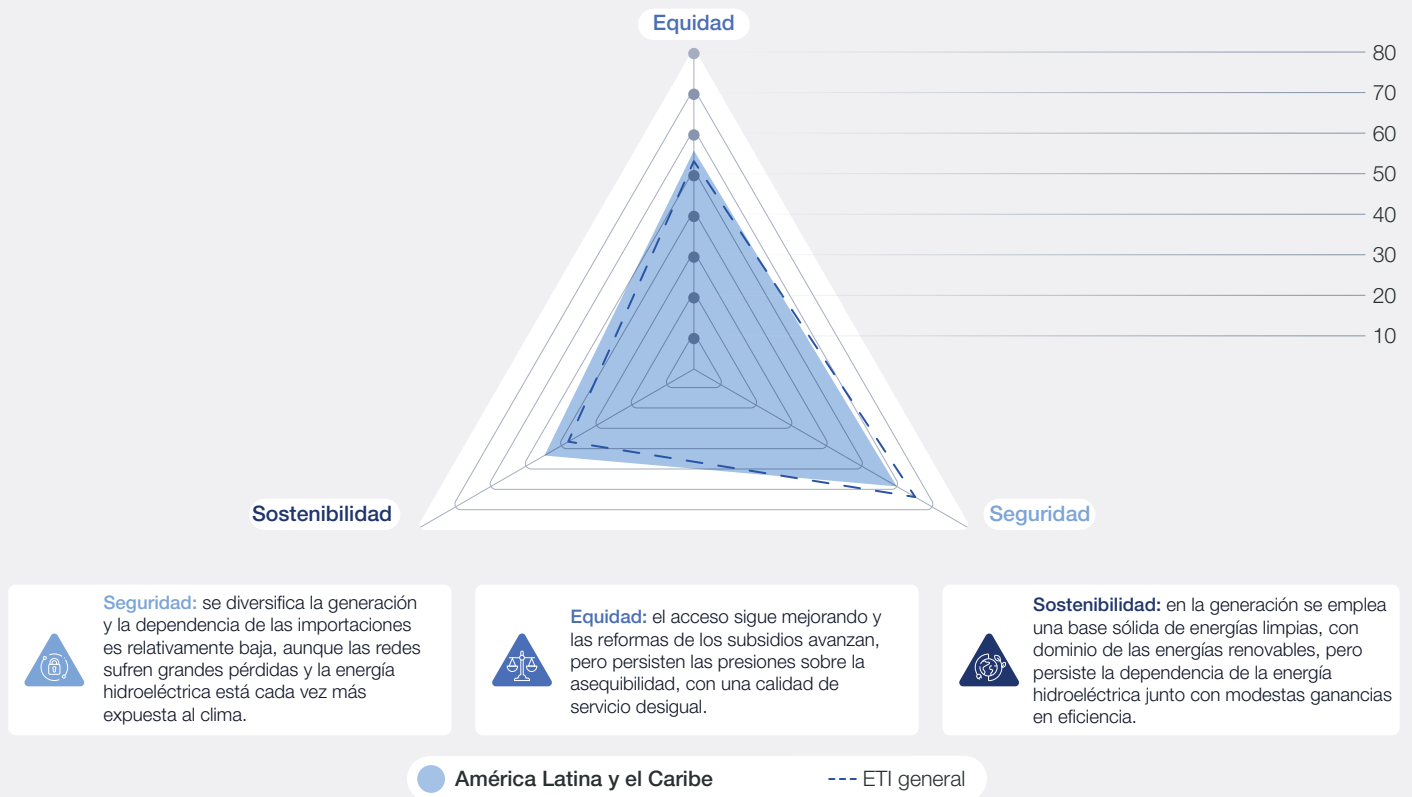 Equidad
80
70
60
50
40
30
20
10
Sostenibilidad
Seguridad
Seguridad: se diversifica la generación
y la dependencia de las importaciones
es relativamente baja, aunque las redes
sufren grandes pérdidas y la energía
hidroeléctrica está cada vez más
expuesta al clima.
Equidad: el acceso sigue mejorando y
las reformas de los subsidios avanzan,
pero persisten las presiones sobre la
asequibilidad, con una calidad de
servicio desigual.
Sostenibilidad: en la generación se emplea
una base sólida de energías limpias, con
dominio de las energías renovables, pero
persiste la dependencia de la energía
hidroeléctrica junto con modestas ganancias
en eficiencia.
América Latina y el Caribe
ETI general